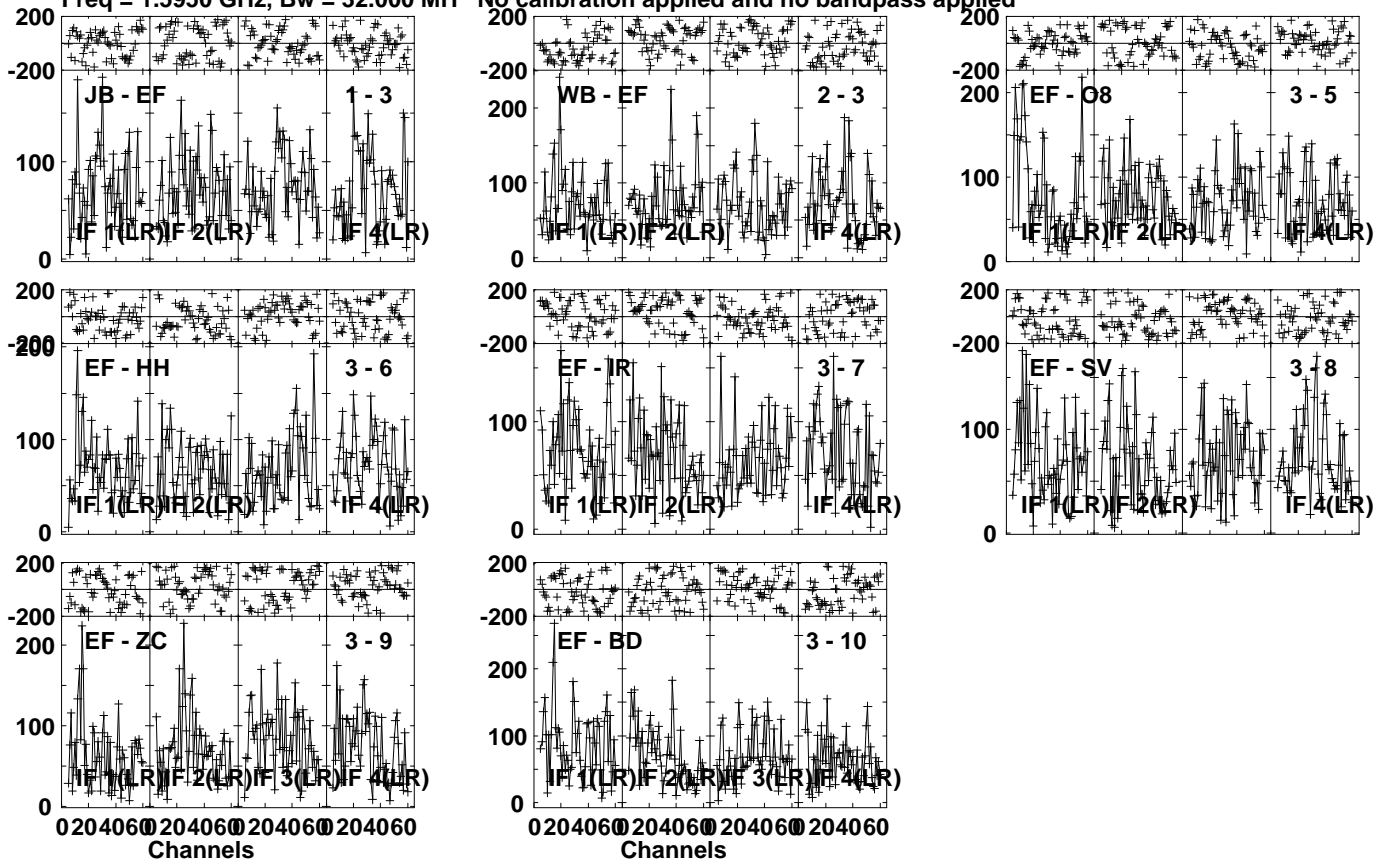 Freq = 1.5950 GHz, Bw = 32.000 MH No calibration applied and no bandpass applied
200
-200
JB - EF 1 - 3
100
IF 1(LR) IF 2(LR) IF 4(LR)
0
200
-200
WB - EF 2 - 3
200
100
IF 1(LR) IF 2(LR) IF 4(LR)
0
200
-200
EF - O8 3 - 5
200
100
IF 1(LR) IF 2(LR) IF 4(LR)
0
200
-200
200
EF - HH 3 - 6
100
IF 1(LR) IF 2(LR) IF 4(LR)
0
200
-200
EF - IR 3 - 7
100
IF 1(LR) IF 2(LR) IF 4(LR)
0
200
-200
EF - SV 3 - 8
100
IF 1(LR) IF 2(LR) IF 4(LR)
0
200
-200
EF - ZC 3 - 9
200
100
IF 1(LR) IF 2(LR) IF 3(LR) IF 4(LR)
0
0 20 40 60 0 20 40 60 0 20 40 60 0 20 40 60
Channels
200
-200
EF - BD 3 - 10
200
100
IF 1(LR) IF 2(LR) IF 3(LR) IF 4(LR)
0
0 20 40 60 0 20 40 60 0 20 40 60 0 20 40 60
Channels